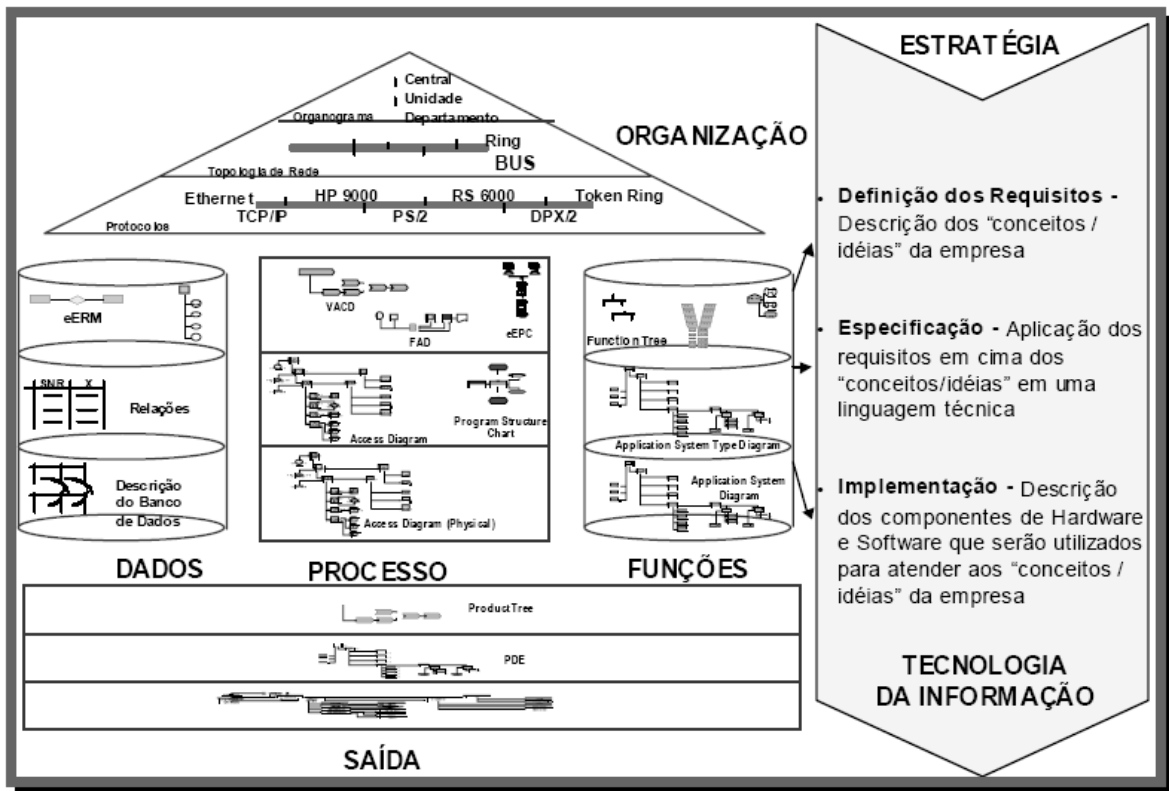 ESTRATÉGIA
Central
Unidade
Organograma Departamento
ORGANIZAÇÃO
Ring
BUS
Topologia de Rede
Ethernet HP 9000 RS 6000 Token Ring
TCP/IP PS/2 DPX/2
Protocolos
• Definição dos Requisitos -
Descrição dos “conceitos /
idéias” da empresa
eERM
VACD
FAD
eEPC
Function Tree
• Especificação - Aplicação dos
requisitos em cima dos
“conceitos/idéias” em uma
linguagem técnica
SNR X
Relações
Access Diagram
Program Structure
Chart
Application System Type Diagram
Descrição
do Banco
de Dados
Access Diagram (Physical)
Application System
Diagram
• Implementação - Descrição
dos componentes de Hardware
e Software que serão utilizados
para atender aos “conceitos /
idéias” da empresa
DADOS
PROCESSO
FUNÇÕES
ProductTree
PDE
SAÍDA
TECNOLOGIA
DA INFORMAÇÃO